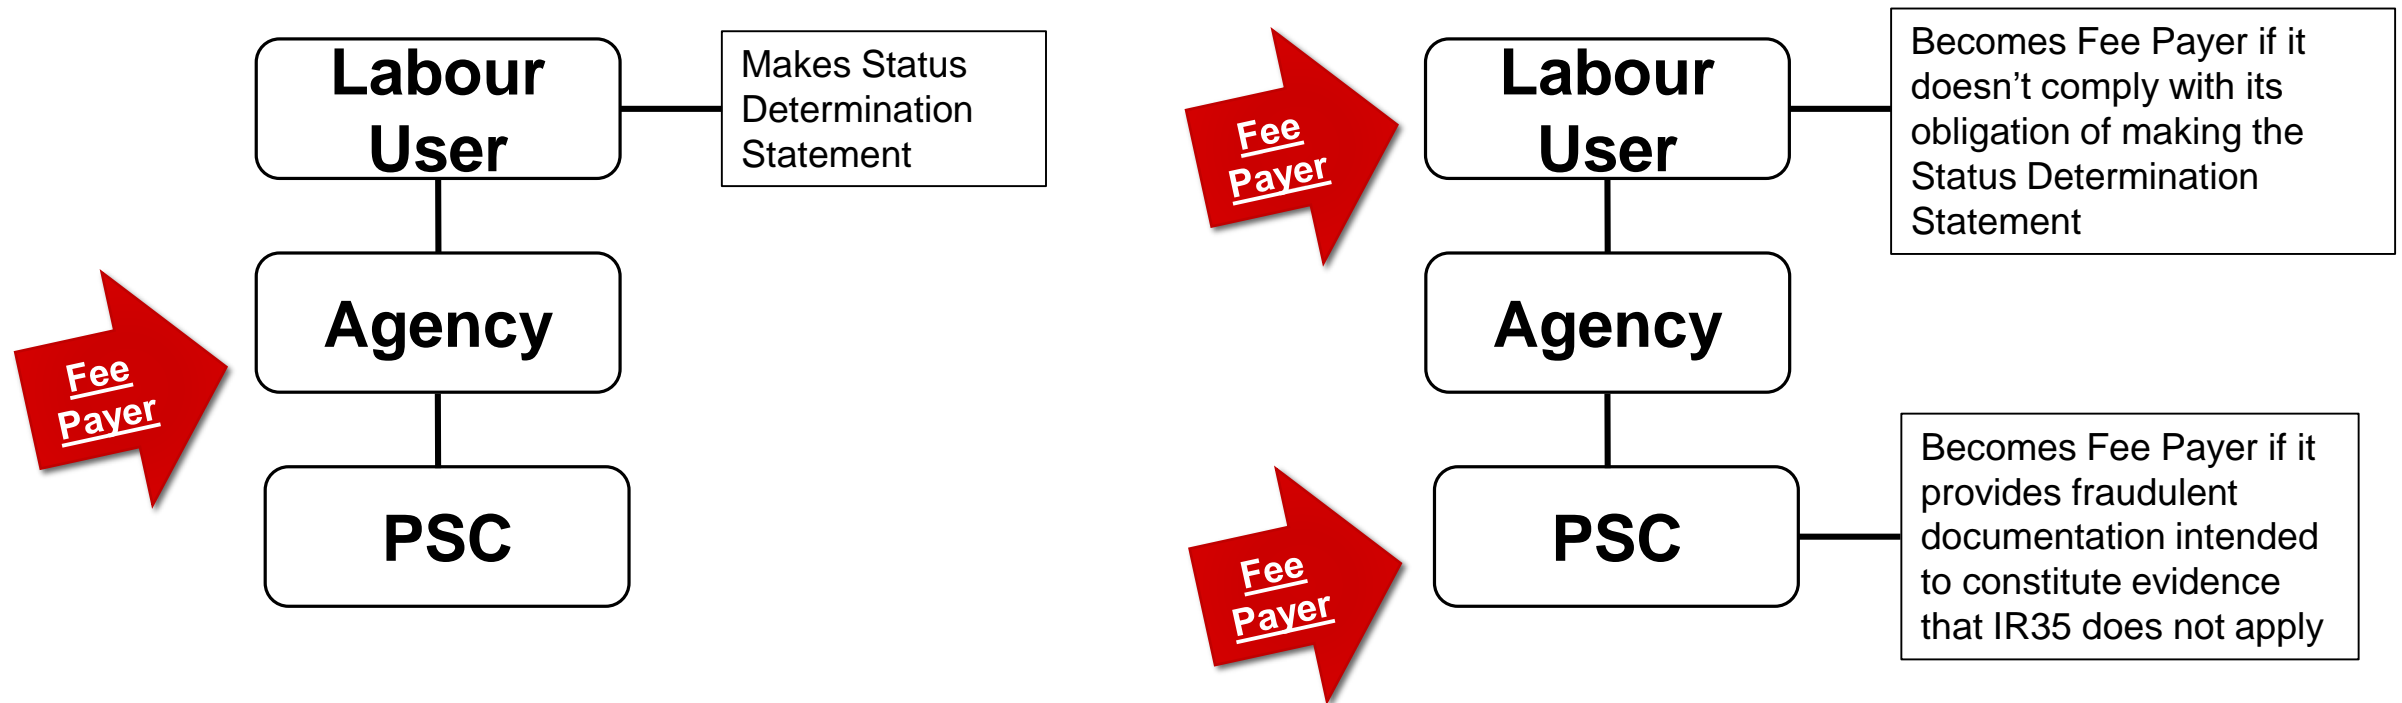 Labour
User
Makes Status
Determination
Statement
Fee
Payer
Agency
PSC
Fee
Payer
Labour
User
Becomes Fee Payer if it
doesn’t comply with its
obligation of making the
Status Determination
Statement
Agency
Fee
Payer
PSC
Becomes Fee Payer if it
provides fraudulent
documentation intended
to constitute evidence
that IR35 does not apply